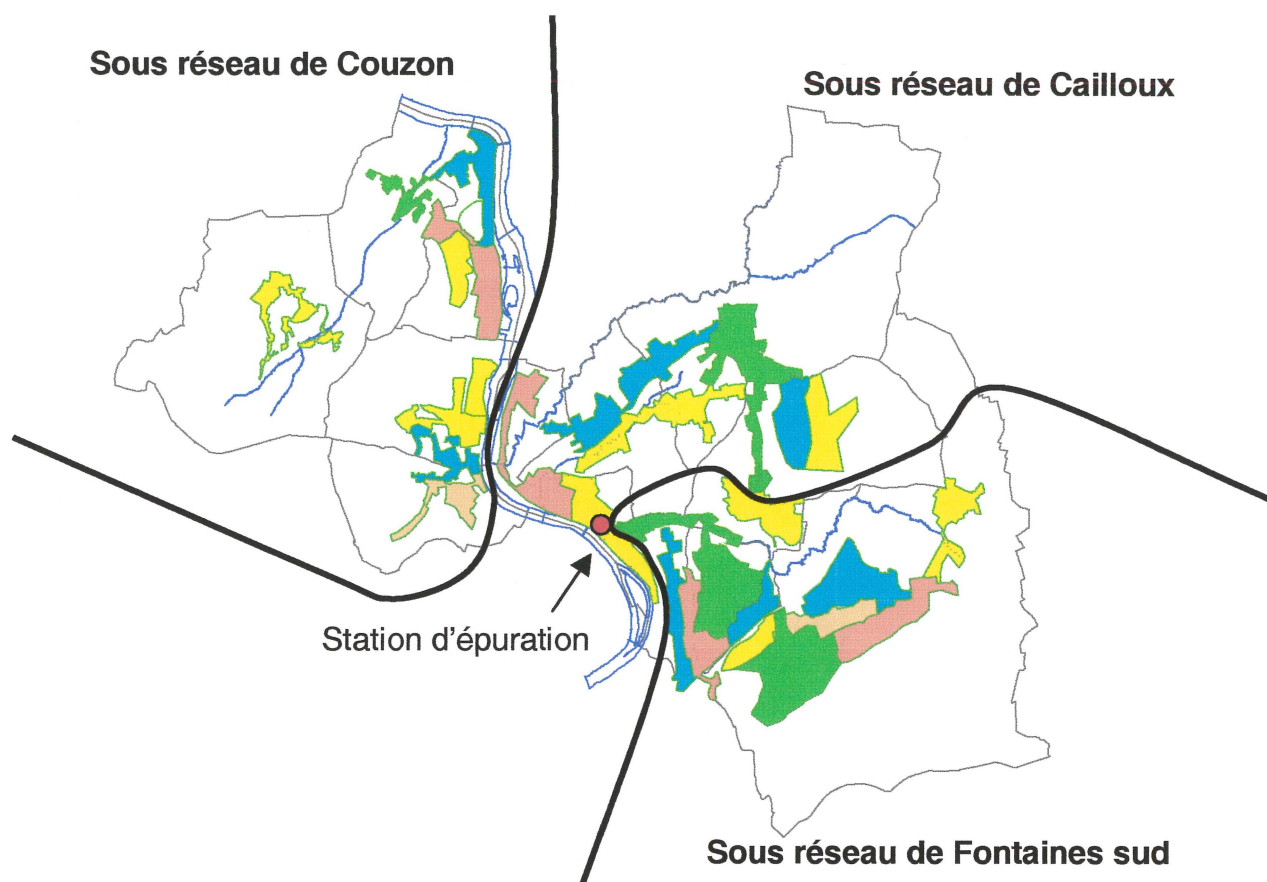 Sous réseau de Couzon
Sous réseau de Cailloux
Station d'épuration
Sous réseau de Fontaines sud